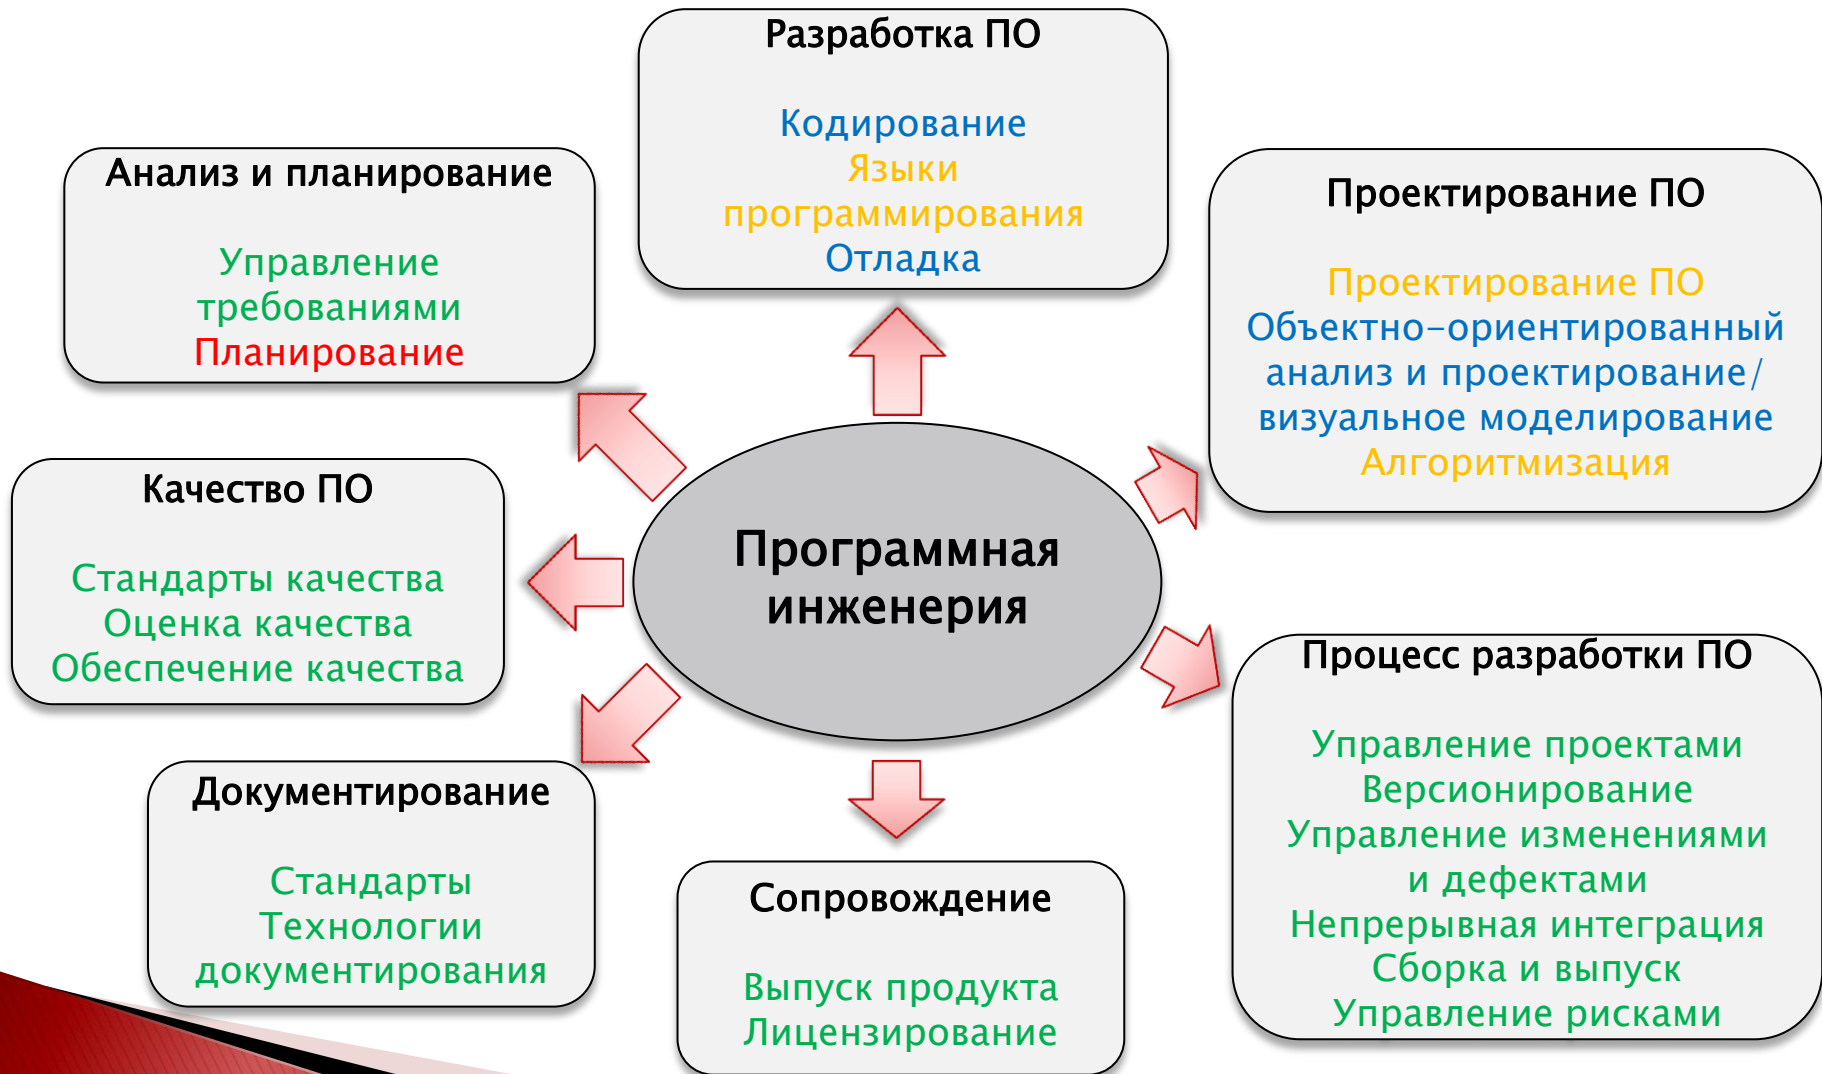 Разработка ПО
Кодирование
Языки
программирования
Отладка
Анализ и планирование
Управление
требованиями
Планирование
Проектирование ПО
Проектирование ПО
Объектно-ориентированный
анализ и проектирование/
визуальное моделирование
Алгоритмизация
Качество ПО
Стандарты качества
Оценка качества
Обеспечение качества
Программная
инженерия
Процесс разработки ПО
Управление проектами
Версионирование
Управление изменениями
и дефектами
Непрерывная интеграция
Сборка и выпуск
Управление рисками
Документирование
Стандарты
Технологии
документирования
Сопровождение
Выпуск продукта
Лицензирование